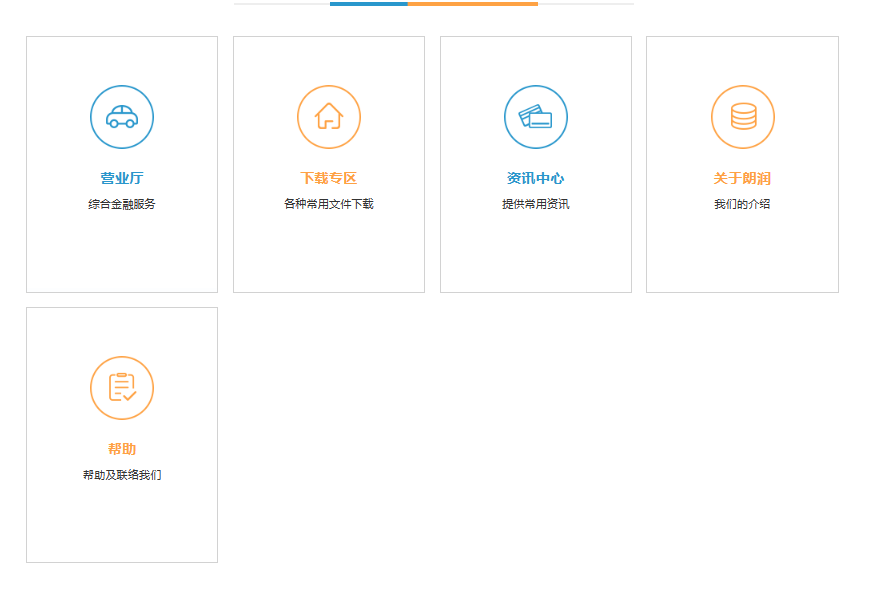 营业厅
综合金融服务
下载专区
各种常用文件下载
资讯中心
提供常用资讯
关于朗润
我们的介绍
帮助
帮助及联络我们